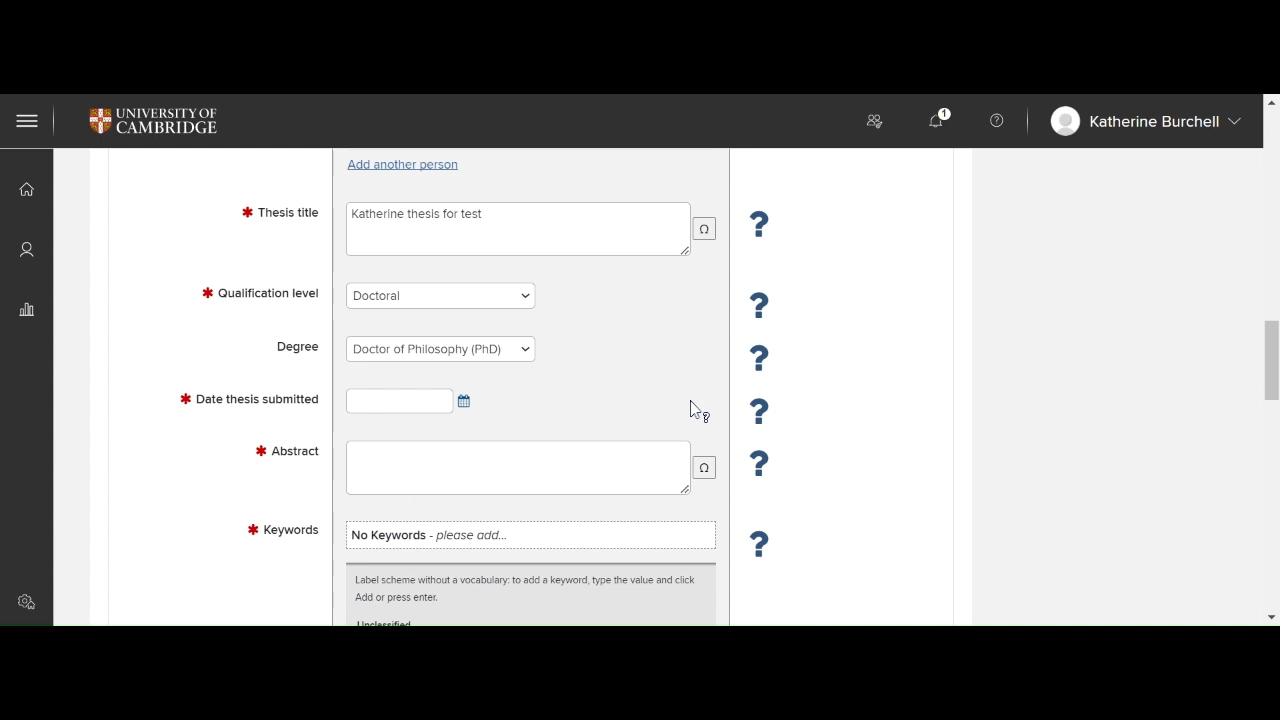 UNIVERSITY OF
CAMBRIDGE
1
?
Katherine Burchell
Add another person
✱ Thesis title
Katherine thesis for test
Ω
?
✱ Qualification level
Doctoral
?
Degree
Doctor of Philosophy (PhD)
?
✱ Date thesis submitted
?
?
✱ Abstract
Ω
?
✱ Keywords
No Keywords - please add...
?
Label scheme without a vocabulary: to add a keyword, type the value and click
Add or press enter.
Unclassified